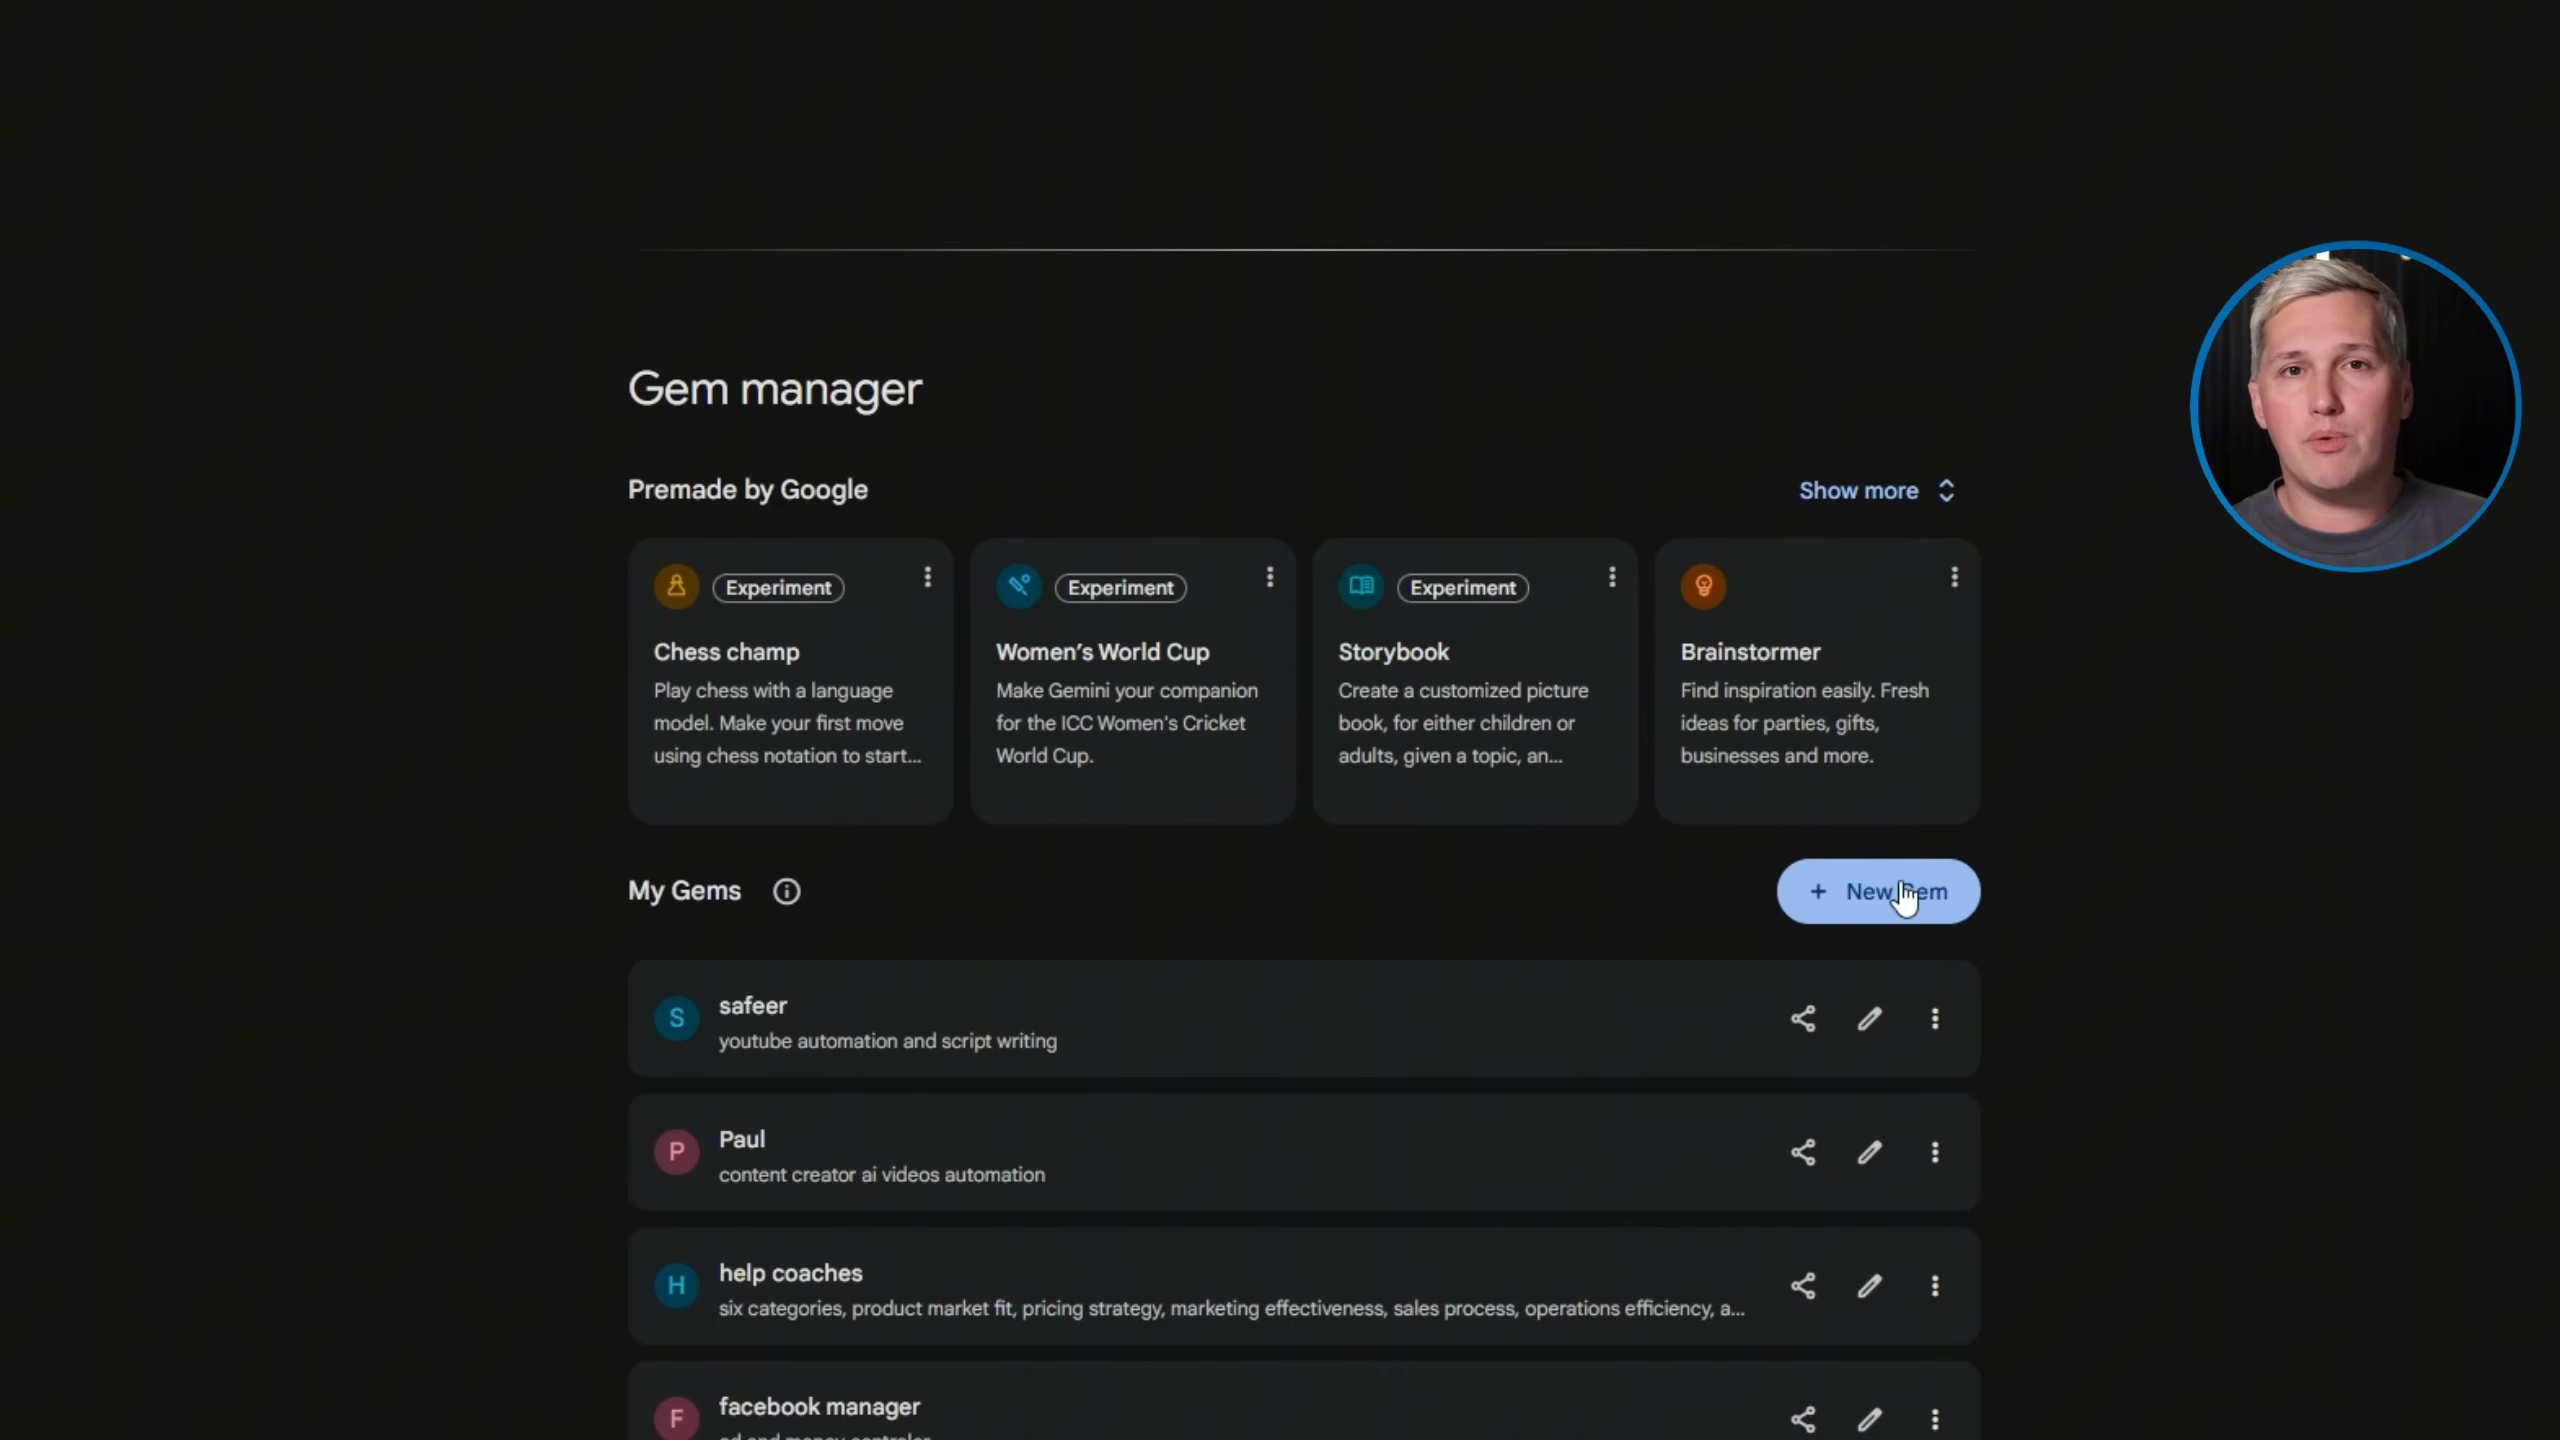 Gem manager
Premade by Google
Show more
Experiment
Chess champ
Play chess with a language
model. Make your first move
using chess notation to start...
Experiment
Women's World Cup
Make Gemini your companion
for the ICC Women's Cricket
World Cup.
Experiment
Storybook
Create a customized picture
book, for either children or
adults, given a topic, an...
Brainstormer
Find inspiration easily. Fresh
ideas for parties, gifts,
businesses and more.
My Gems
+ New Gem
S
safeer
youtube automation and script writing
P
Paul
content creator ai videos automation
H
help coaches
six categories, product market fit, pricing strategy, marketing effectiveness, sales process, operations efficiency, a...
F
facebook manager